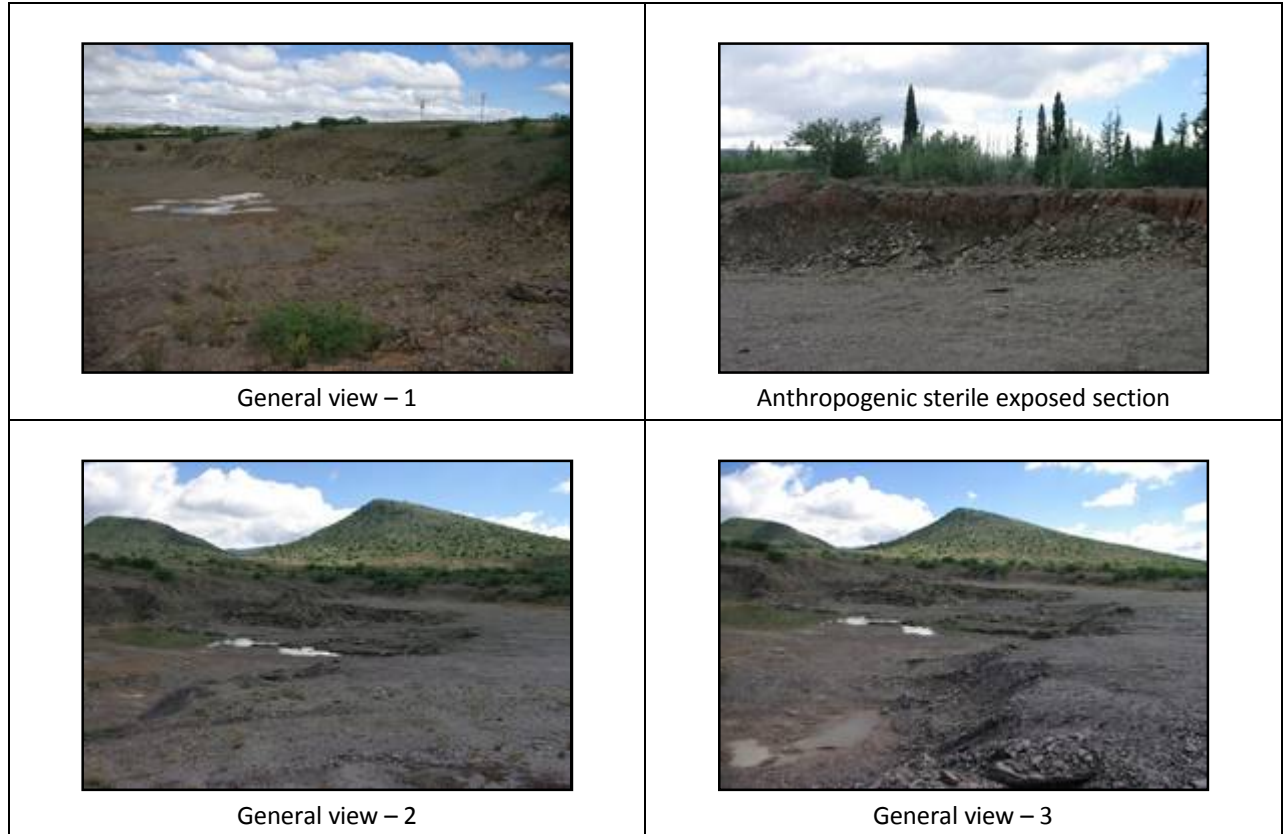 General view – 1
Anthropogenic sterile exposed section
General view – 2
General view – 3